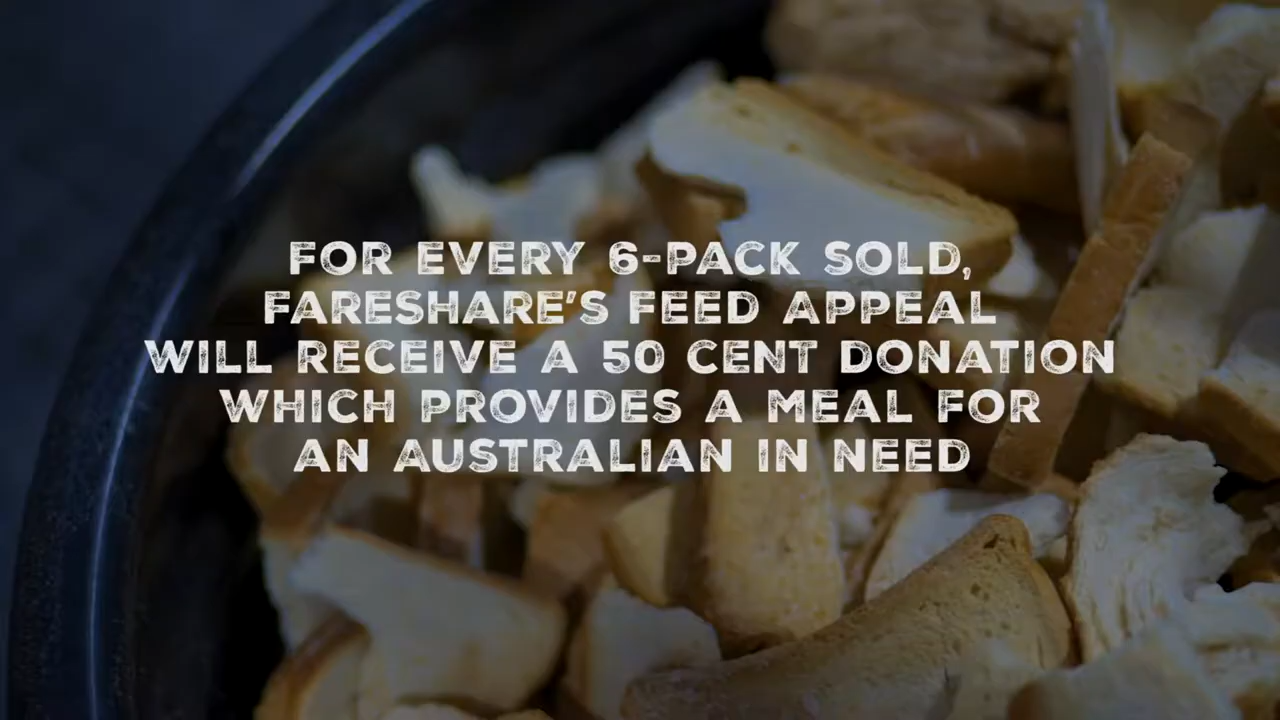 FOR EVERY 6-PACK SOLD,
FARESHARE'S FEED APPEAL
WILL RECEIVE A 50 CENT DONATION
WHICH PROVIDES A MEAL FOR
AN AUSTRALIAN IN NEED